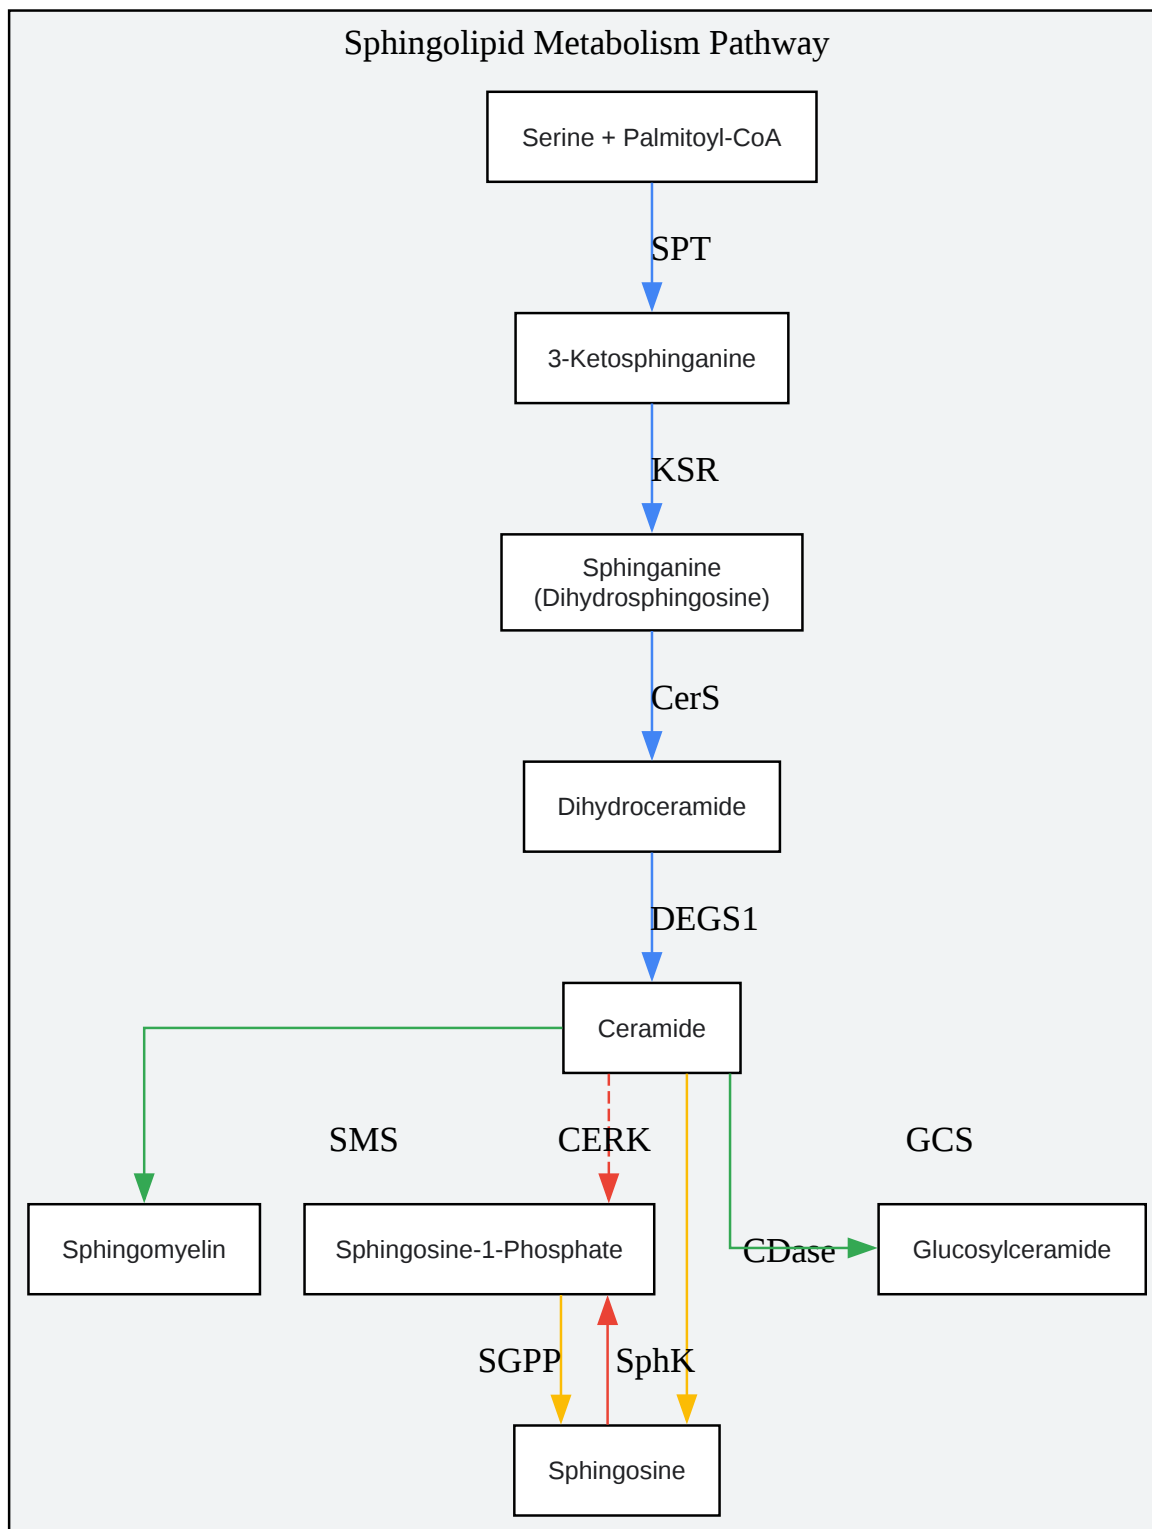 Sphingolipid Metabolism Pathway
Serine + Palmitoyl-CoA
SPT
3-Ketosphinganine
KSR
Sphinganine
(Dihydrosphingosine)
CerS
Dihydroceramide
DEGS1
Ceramide
SMS
CERK
GCS
Sphingomyelin
Sphingosine-1-Phosphate
CDase
Glucosylceramide
SGPP
SphK
Sphingosine